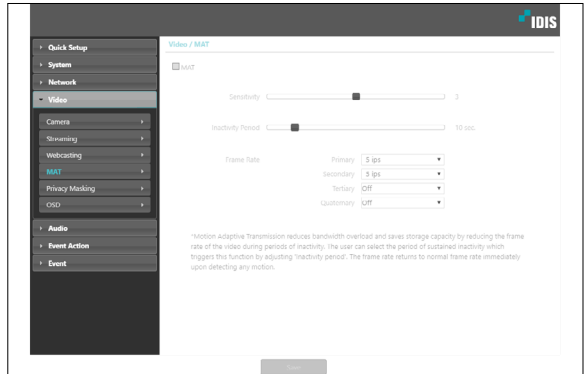 IDIS
Quick Setup
System
Network
Video
Camera
Streaming
Webcasting
MAT
Privacy Masking
OSD
Audio
Event Action
Event
Video / MAT
MAT
Sensitivity 3
Inactivity Period 10 sec.
Frame Rate Primary 5 ips
Secondary 5 ips
Tertiary Off
Quaternary Off
*Motion Adaptive Transmission reduces bandwidth overload and saves storage capacity by reducing the frame
rate of the video during periods of inactivity. The user can select the period of sustained inactivity which
triggers this function by adjusting 'inactivity period'. The frame rate returns to normal frame rate immediately
upon detecting any motion.
Save